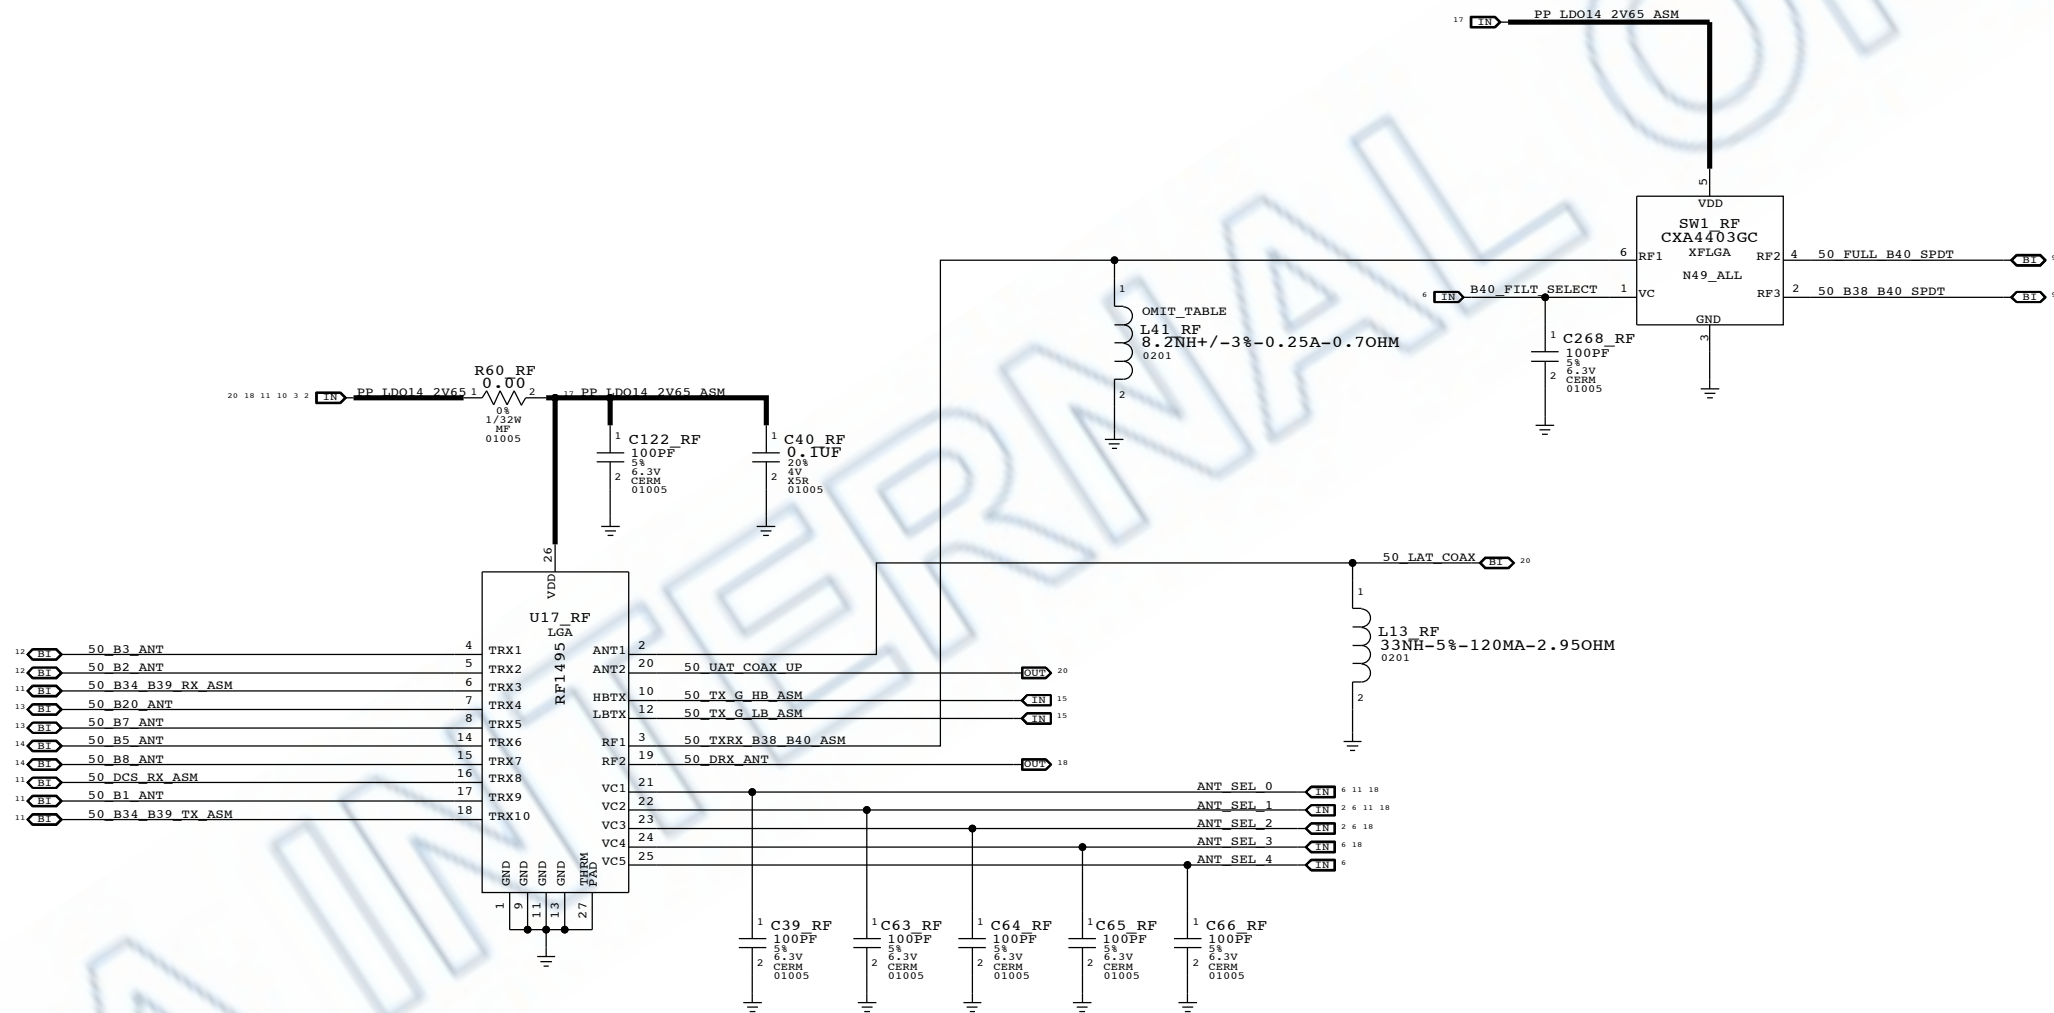 17 IN PP_LDO14_2V65_ASM
5
VDD
SW1_RF
CXA4403GC
XFLGA
N49_ALL
6 RF1
RF2 4 50_FULL_B40_SPDT BI
6 IN B40_FILT_SELECT 1 VC
RF3 2 50_B38_B40_SPDT BI
GND
3
1
OMIT_TABLE
L41_RF
8.2NH+/-3%-0.25A-0.7OHM
0201
2
1 C268_RF
100PF
5%
6.3V
2 CERM
01005
R60_RF
0.00
20 18 11 10 3 2 IN PP_LDO14_2V65 1 2 17 PP_LDO14_2V65_ASM
0%
1/32W
MF
01005
1 C122_RF
100PF
5%
6.3V
2 CERM
01005
1 C40_RF
0.1UF
20%
4V
2 X5R
01005
26
VDD
U17_RF
LGA
RF1495
50_LAT_COAX BI 20
1
L13_RF
33NH-5%-120MA-2.95OHM
0201
2
12 BI 50_B3_ANT 4 TRX1
12 BI 50_B2_ANT 5 TRX2
11 BI 50_B34_B39_RX_ASM 6 TRX3
13 BI 50_B20_ANT 7 TRX4
13 BI 50_B7_ANT 8 TRX5
14 BI 50_B5_ANT 14 TRX6
14 BI 50_B8_ANT 15 TRX7
11 BI 50_DCS_RX_ASM 16 TRX8
11 BI 50_B1_ANT 17 TRX9
11 BI 50_B34_B39_TX_ASM 18 TRX10
ANT1 2
ANT2 20 50_UAT_COAX_UP OUT 20
HBTX 10 50_TX_G_HB_ASM IN 15
LBTX 12 50_TX_G_LB_ASM IN 15
RF1 3 50_TXRX_B38_B40_ASM
RF2 19 50_DRX_ANT OUT 18
VC1 21 ANT_SEL_0 IN 6 11 18
VC2 22 ANT_SEL_1 IN 2 6 11 18
VC3 23 ANT_SEL_2 IN 2 6 18
VC4 24 ANT_SEL_3 IN 6 18
VC5 25 ANT_SEL_4 IN 6
GND GND GND GND THRM PAD
1 9 11 13 27
1 C39_RF
100PF
5%
6.3V
2 CERM
01005
1 C63_RF
100PF
5%
6.3V
2 CERM
01005
1 C64_RF
100PF
5%
6.3V
2 CERM
01005
1 C65_RF
100PF
5%
6.3V
2 CERM
01005
1 C66_RF
100PF
5%
6.3V
2 CERM
01005
INTERNAL